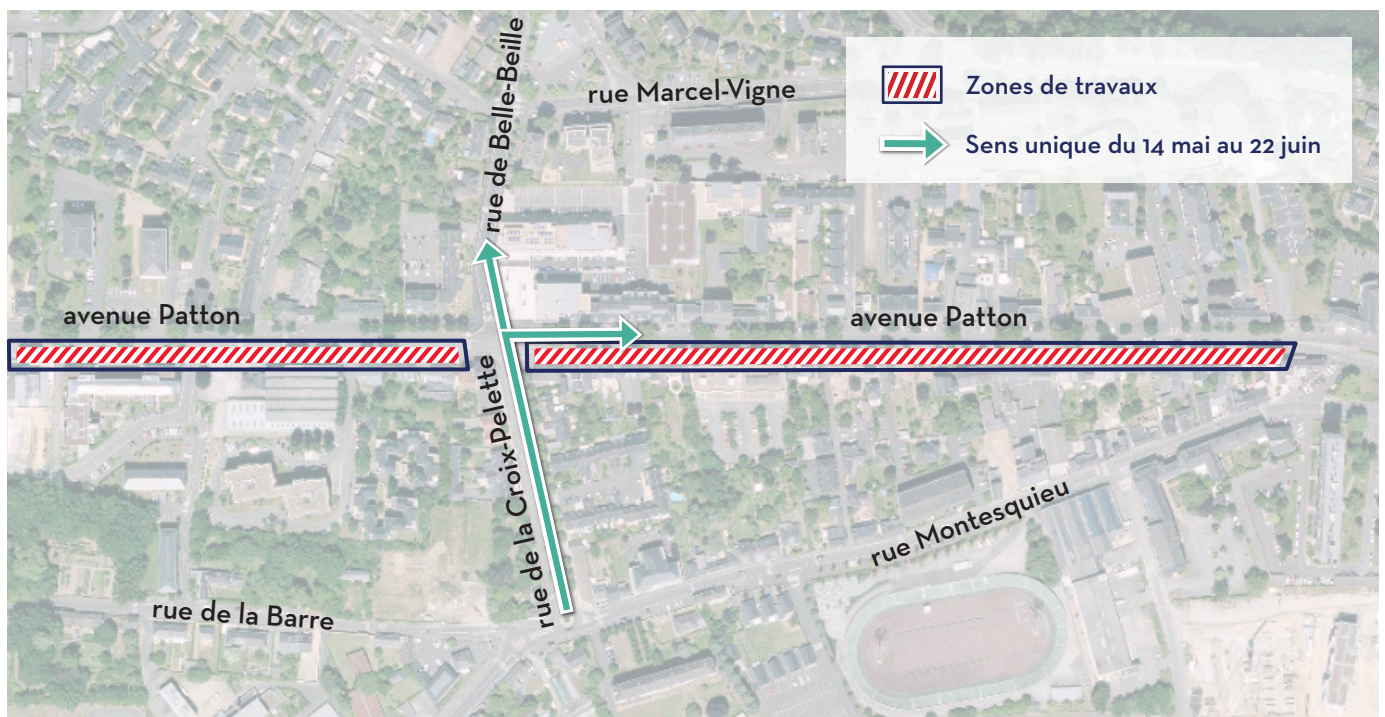 rue de Belle-Beille
rue Marcel-Vigne
Zones de travaux
Sens unique du 14 mai au 22 juin
avenue Patton
avenue Patton
rue de la Croix-Pelette
rue Montesquieu
rue de la Barre